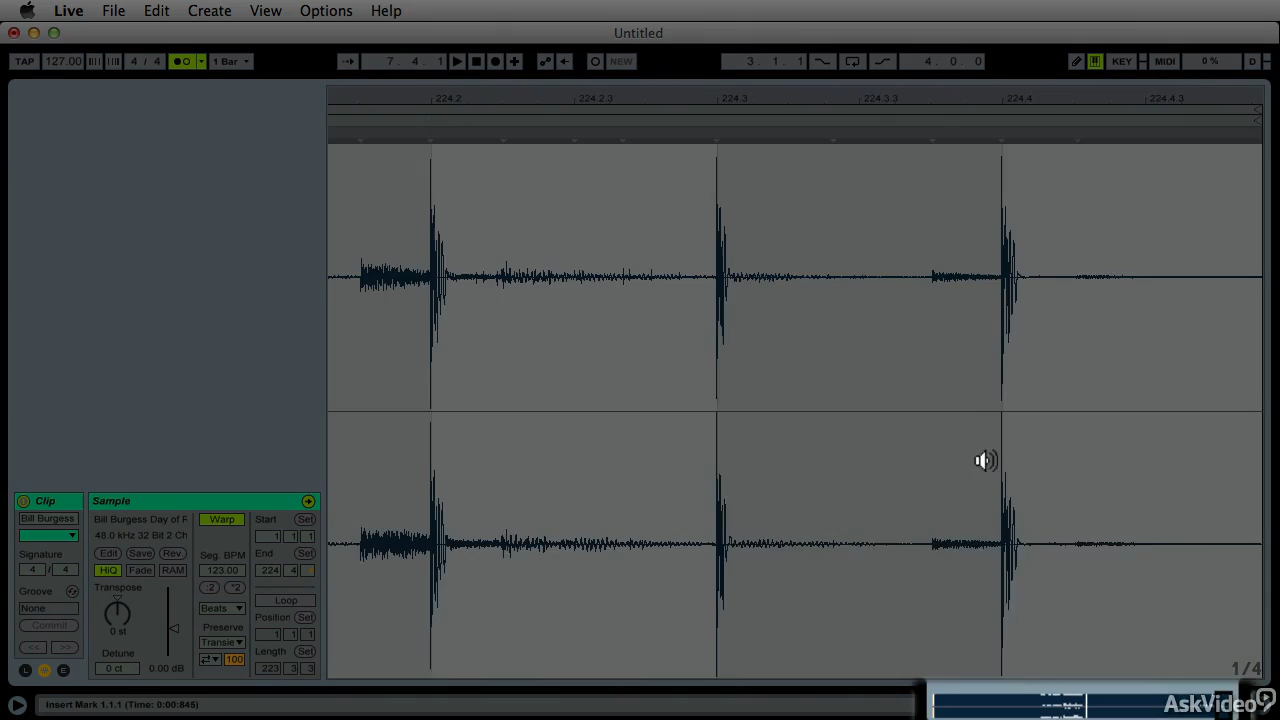 Live File Edit Create View Options Help
Untitled
TAP 127.00 4 / 4 1 Bar 7. 4. 1 NEW 3. 1. 1 4. 0. 0 KEY MIDI 0 % D
224.2 224.2.3 224.3 224.3.3 224.4 224.4.3
Clip Sample
Bill Burgess Bill Burgess Day of R Warp Start Set
48.0 kHz 32 Bit 2 Ch 1 1 1
Signature Edit Save Rev. Seg. BPM End Set
4 / 4 HiQ Fade RAM 123.00 224 4
Groove Transpose :2 *2 Loop
None Beats Position Set
Commit 0 st Preserve 1 1 1
<< >> Detune Transie Length Set
L E 0 ct 0.00 dB 100 223 3 3
1/4
Insert Mark 1.1.1 (Time: 0:00:845)
AskVideo